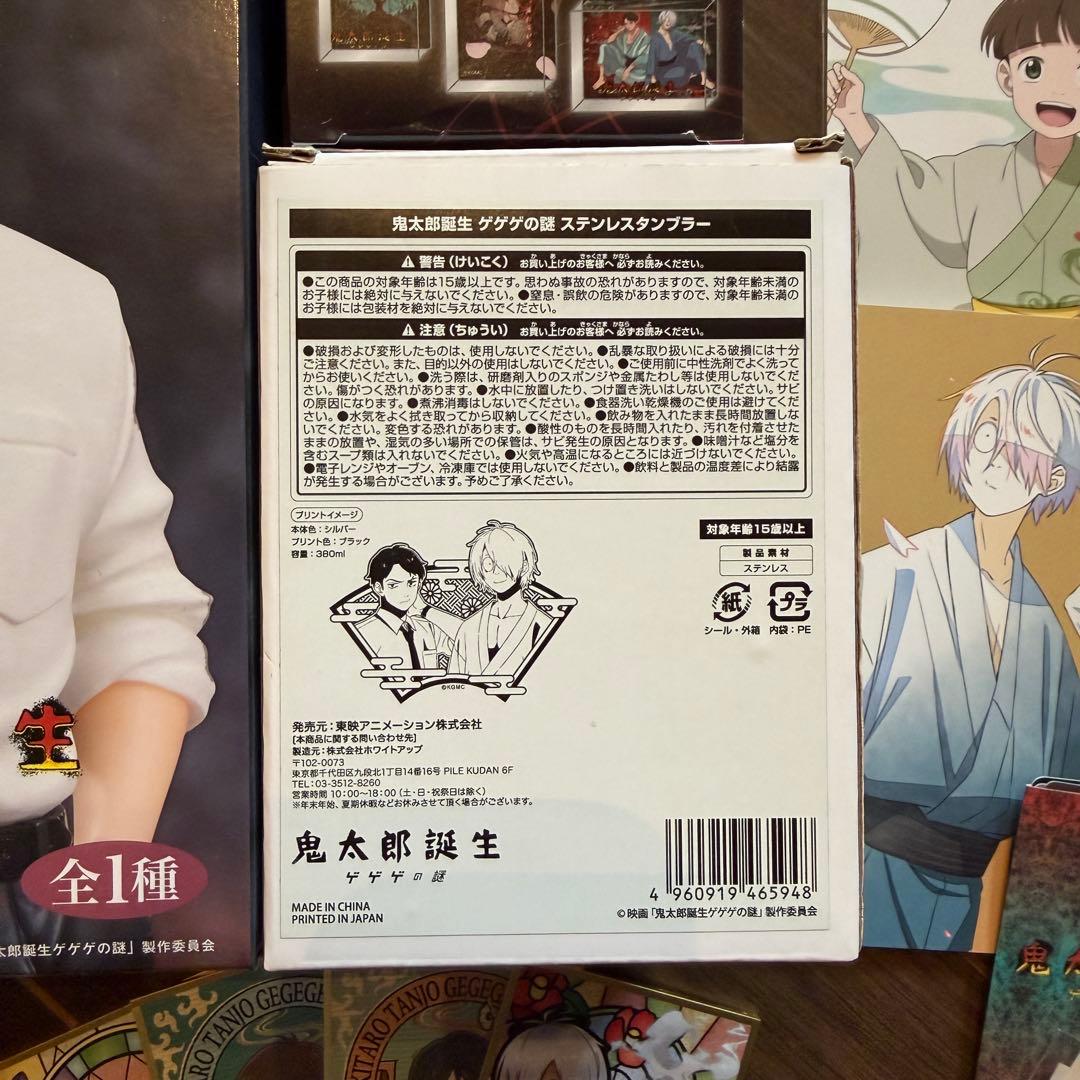 鬼太郎誕生
鬼太郎誕生 ゲゲゲの謎 ステンレスタンブラー
⚠ 警告(けいこく) お買い上げのお客様へ 必ずお読みください。
●この商品の対象年齢は15歳以上です。思わぬ事故の恐れがありますので、対象年齢未満の
お子様には絶対に与えないでください。●窒息・誤飲の危険がありますので、対象年齢未満の
お子様には包装材を絶対に与えないでください。
⚠ 注意(ちゅうい) お買い上げのお客様へ 必ずお読みください。
●破損および変形したものは、使用しないでください。●乱暴な取り扱いによる破損には十分
ご注意ください。また、目的以外の使用はしないでください。●ご使用前に中性洗剤でよく洗って
からお使いください。●洗う際は、研磨剤入りのスポンジや金属たわし等は使用しないでくだ
さい。傷がつく恐れがあります。●水中に放置したり、つけ置き洗いはしないでください。サビ
の原因になります。●煮沸消毒はしないでください。●食器洗い乾燥機のご使用は避けてくだ
さい。●水気をよく拭き取ってから収納してください。●飲み物を入れたまま長時間放置しな
いでください。変色する恐れがあります。●酸性のものを長時間入れたり、汚れを付着させた
ままの放置や、湿気の多い場所での保管は、サビ発生の原因となります。●味噌汁など塩分を
含むスープ類は入れないでください。●火気や高温になるところには近づけないでください。
●電子レンジやオーブン、冷凍庫では使用しないでください。●飲料と製品の温度差により結露
が発生する場合がございます。予めご了承ください。
プリントイメージ
本体色：シルバー
プリント色：ブラック
容量：380ml
©KGMC
対象年齢15歳以上
製品素材
ステンレス
紙 プラ
シール・外箱 内袋：PE
発売元：東映アニメーション株式会社
[本商品に関する問い合わせ先]
製造元：株式会社ホワイトアップ
〒102-0073
東京都千代田区九段北1丁目14番16号 PILE KUDAN 6F
TEL：03-3512-8260
営業時間 10：00〜18：00（土・日・祝祭日は除く）
※年末年始、夏期休暇などお休みさせて頂く場合がございます。
鬼太郎誕生
ゲゲゲの謎
MADE IN CHINA
PRINTED IN JAPAN
4 960919 465948
©映画「鬼太郎誕生ゲゲゲの謎」製作委員会
生
全1種
太郎誕生ゲゲゲの謎」製作委員会
鬼太
ARO TANJO GEGEGE
KITARO TANJO GEGEG